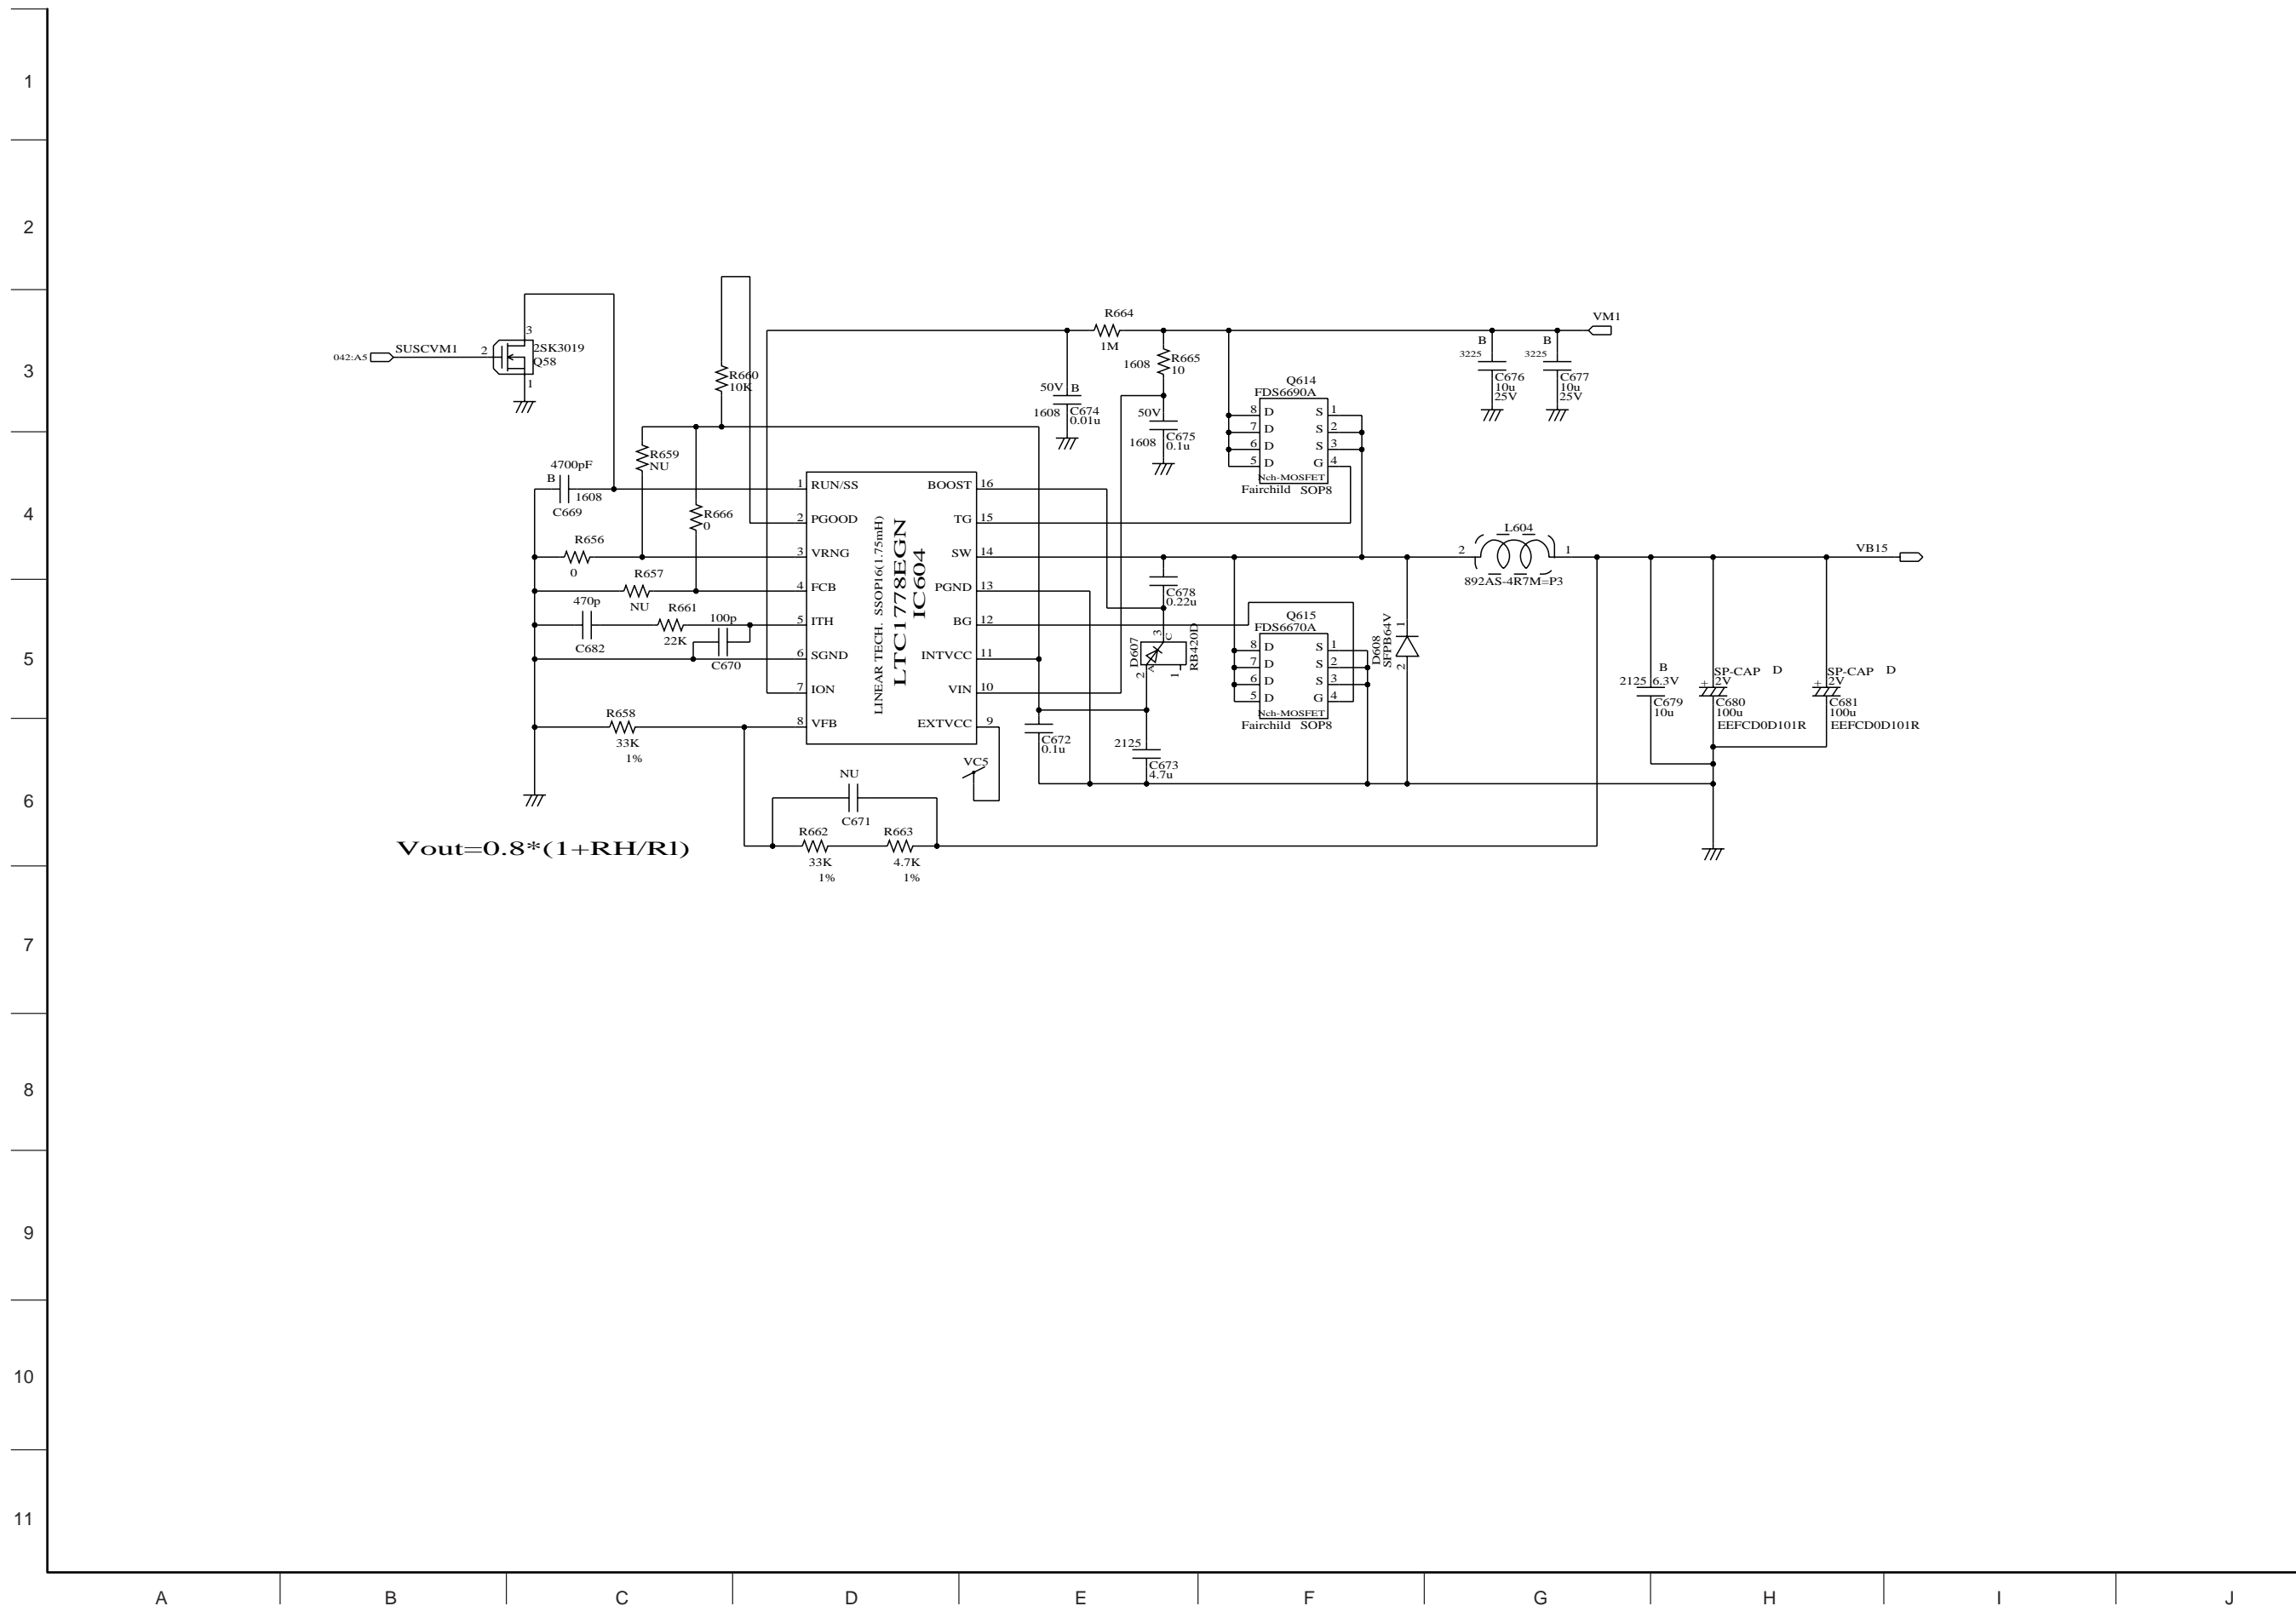 1
2
3
4
5
6
7
8
9
10
11
A
B
C
D
E
F
G
H
I
J
042:A5
SUSCVM1
2
3
2SK3019
Q58
1
R660
10K
R659
NU
4700pF
B
1608
C669
R666
0
R656
0
R657
NU
470p
C682
R661
22K
100p
C670
R658
33K
1%
1 RUN/SS
2 PGOOD
3 VRNG
4 FCB
5 ITH
6 SGND
7 ION
8 VFB
LINEAR TECH. SSOP16(1.75mH)
LTC1778EGN
IC604
BOOST 16
TG 15
SW 14
PGND 13
BG 12
INTVCC 11
VIN 10
EXTVCC 9
VC5
NU
C671
R662
33K
1%
R663
4.7K
1%
Vout=0.8*(1+RH/Rl)
R664
1M
50V B
1608 C674
0.01u
1608 R665
10
50V
1608 C675
0.1u
Q614
FDS6690A
8 D S 1
7 D S 2
6 D S 3
5 D G 4
Nch-MOSFET
Fairchild SOP8
VM1
B
3225
C676
10u
25V
B
3225
C677
10u
25V
C678
0.22u
D607
3
C
A
2
1
RB420D
C672
0.1u
2125
C673
4.7u
Q615
FDS6670A
8 D S 1
7 D S 2
6 D S 3
5 D G 4
Nch-MOSFET
Fairchild SOP8
D608
SFPB64V
1
2
L604
2 1
892AS-4R7M=P3
VB15
B
2125 6.3V
C679
10u
SP-CAP D
+ 2V
C680
100u
EEFCD0D101R
SP-CAP D
+ 2V
C681
100u
EEFCD0D101R